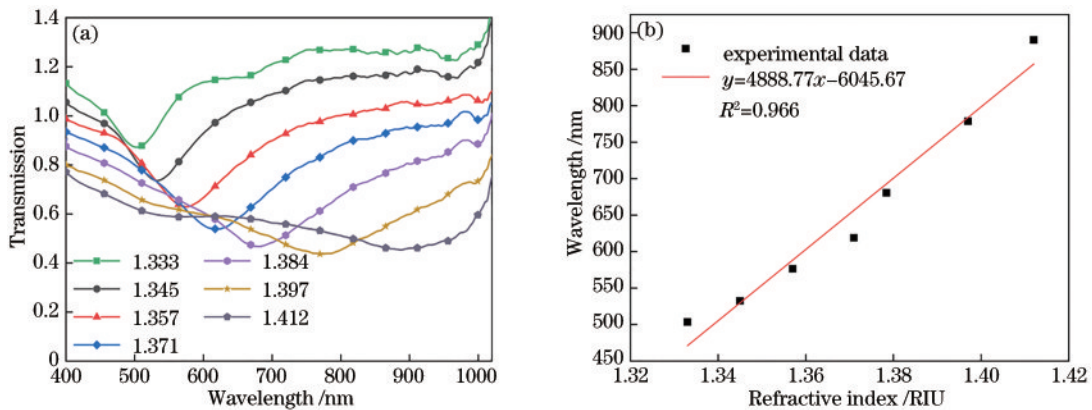 (a)
1.4
1.2
1.0
0.8
0.6
0.4
0.2
0
Transmission
1.333
1.345
1.357
1.371
1.384
1.397
1.412
400 500 600 700 800 900 1000
Wavelength /nm
(b)
900
850
800
750
700
650
600
550
500
450
Wavelength /nm
experimental data
y=4888.77x−6045.67
R²=0.966
1.32 1.34 1.36 1.38 1.40 1.42
Refractive index /RIU